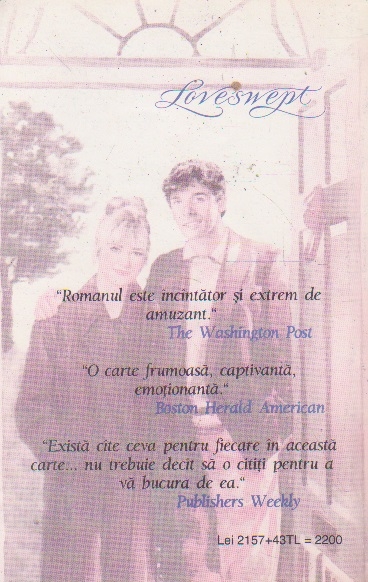 Loveswept
"Romanul este incîntător şi extrem de
amuzant."
The Washington Post
"O carte frumoasă, captivantă,
emoţionantă."
Boston Herald American
"Există cîte ceva pentru fiecare în această
carte... nu trebuie decît să o citiţi pentru a
vă bucura de ea."
Publishers Weekly
Lei 2157+43TL = 2200